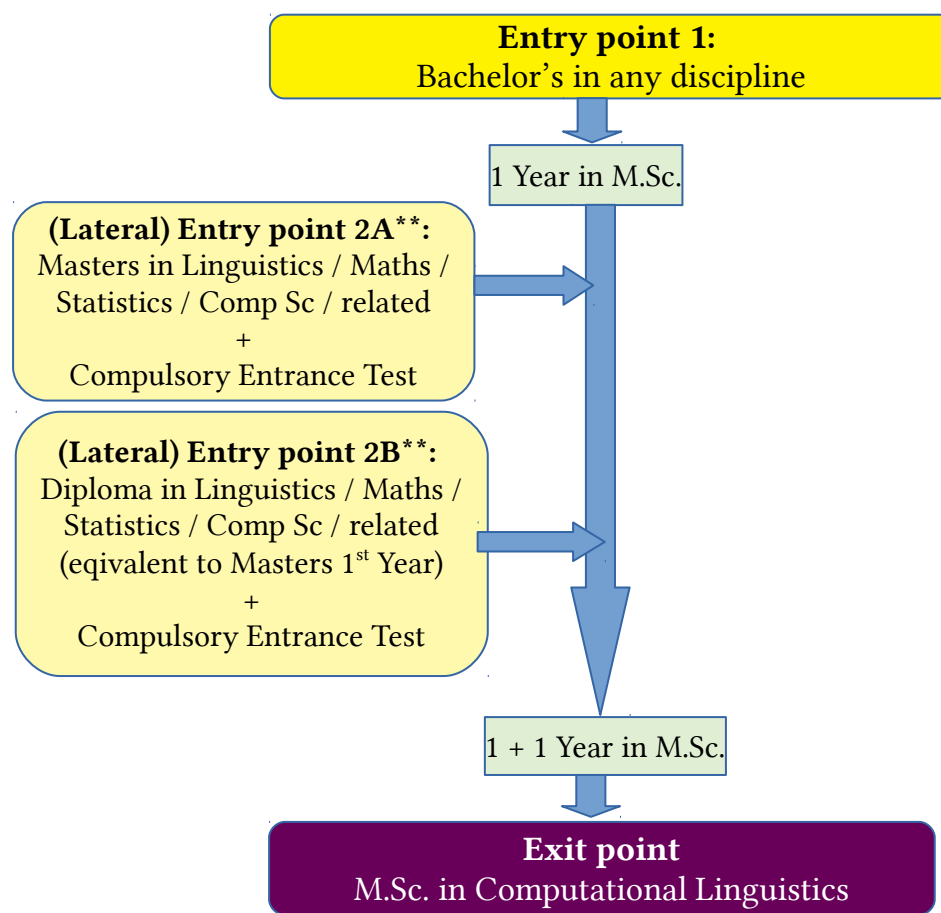 Entry point 1:
Bachelor’s in any discipline
1 Year in M.Sc.
(Lateral) Entry point 2A**:
Masters in Linguistics / Maths /
Statistics / Comp Sc / related
+
Compulsory Entrance Test
(Lateral) Entry point 2B**:
Diploma in Linguistics / Maths /
Statistics / Comp Sc / related
(eqivalent to Masters 1st Year)
+
Compulsory Entrance Test
1 + 1 Year in M.Sc.
Exit point
M.Sc. in Computational Linguistics